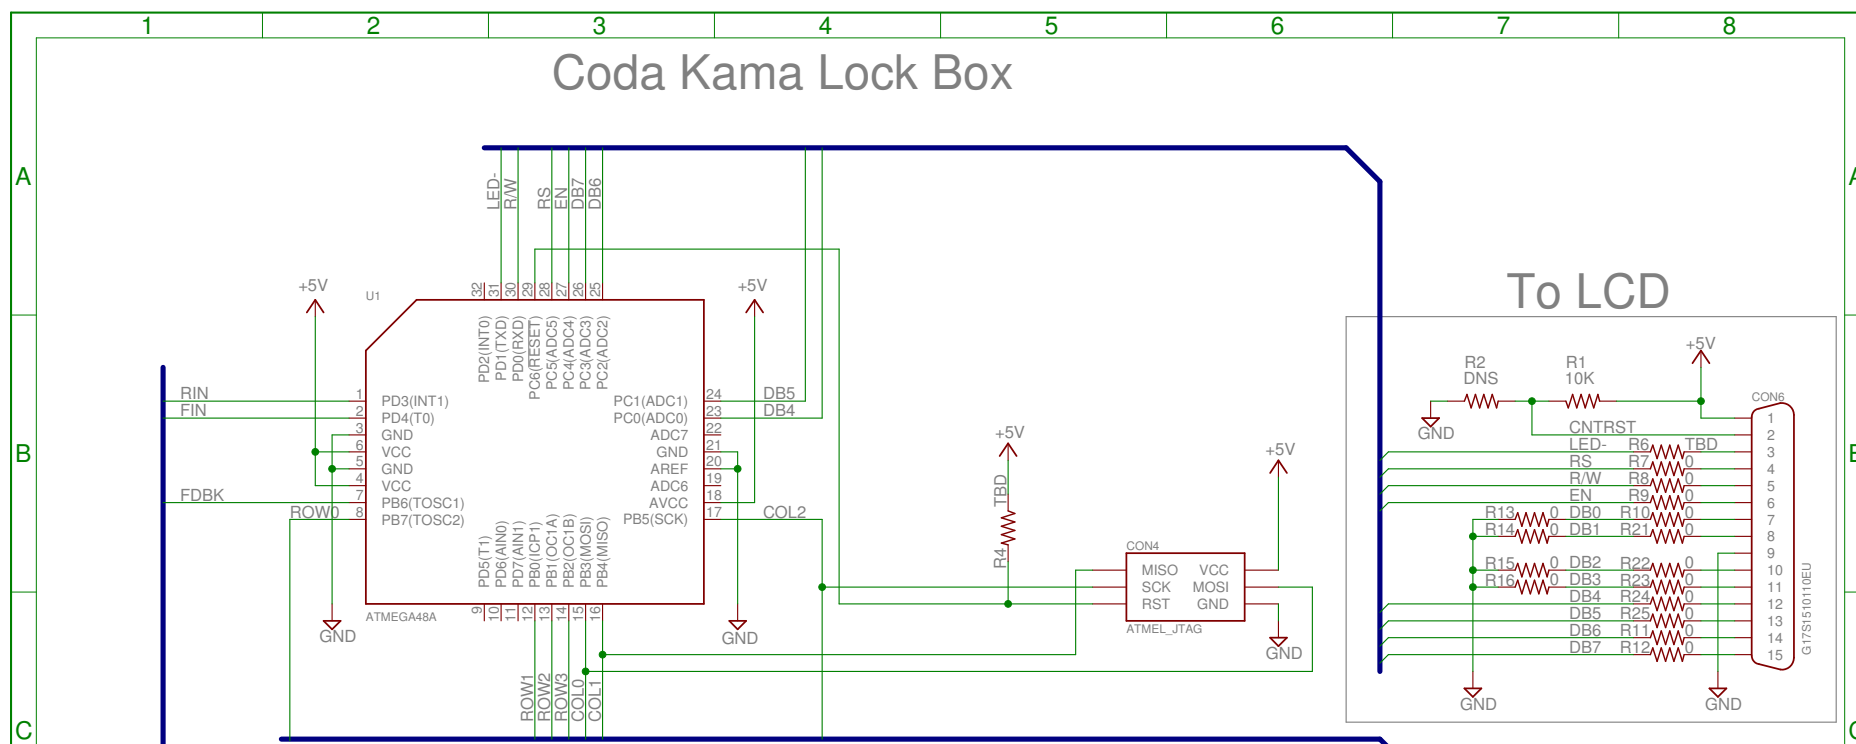 1 2 3 4 5 6 7 8
Coda Kama Lock Box
A
A
LED-
R/W
RS
EN
DB7
DB6
+5V
U1
32
31
30
29
28
27
26
25
+5V
To LCD
PD2(INT0)
PD1(TXD)
PD0(RXD)
PC6(RESET)
PC5(ADC5)
PC4(ADC4)
PC3(ADC3)
PC2(ADC2)
RIN 1 PD3(INT1)
FIN 2 PD4(T0)
3 GND
6 VCC
5 GND
4 VCC
FDBK 7 PB6(TOSC1)
ROW0 8 PB7(TOSC2)
PC1(ADC1) 24 DB5
PC0(ADC0) 23 DB4
ADC7 22
GND 21
AREF 20
ADC6 19
AVCC 18
PB5(SCK) 17 COL2
PD5(T1)
PD6(AIN0)
PD7(AIN1)
PB0(ICP1)
PB1(OC1A)
PB2(OC1B)
PB3(MOSI)
PB4(MISO)
B
B
ATMEGA48A
9
10
11
12
13
14
15
16
GND
GND
ROW1
ROW2
ROW3
COL0
COL1
+5V
TBD
R4
+5V
CON4
MISO VCC
SCK MOSI
RST GND
ATMEL_JTAG
GND
R2
DNS
R1
10K
+5V
GND
CON6
1
CNTRST 2
LED- R6 TBD 3
RS R7 0 4
R/W R8 0 5
EN R9 0 6
R13 0 DB0 R10 0 7
R14 0 DB1 R21 0 8
9
R15 0 DB2 R22 0 10
R16 0 DB3 R23 0 11
DB4 R24 0 12
DB5 R25 0 13
DB6 R11 0 14
DB7 R12 0 15
G17S1510110EU
GND
GND
C
C